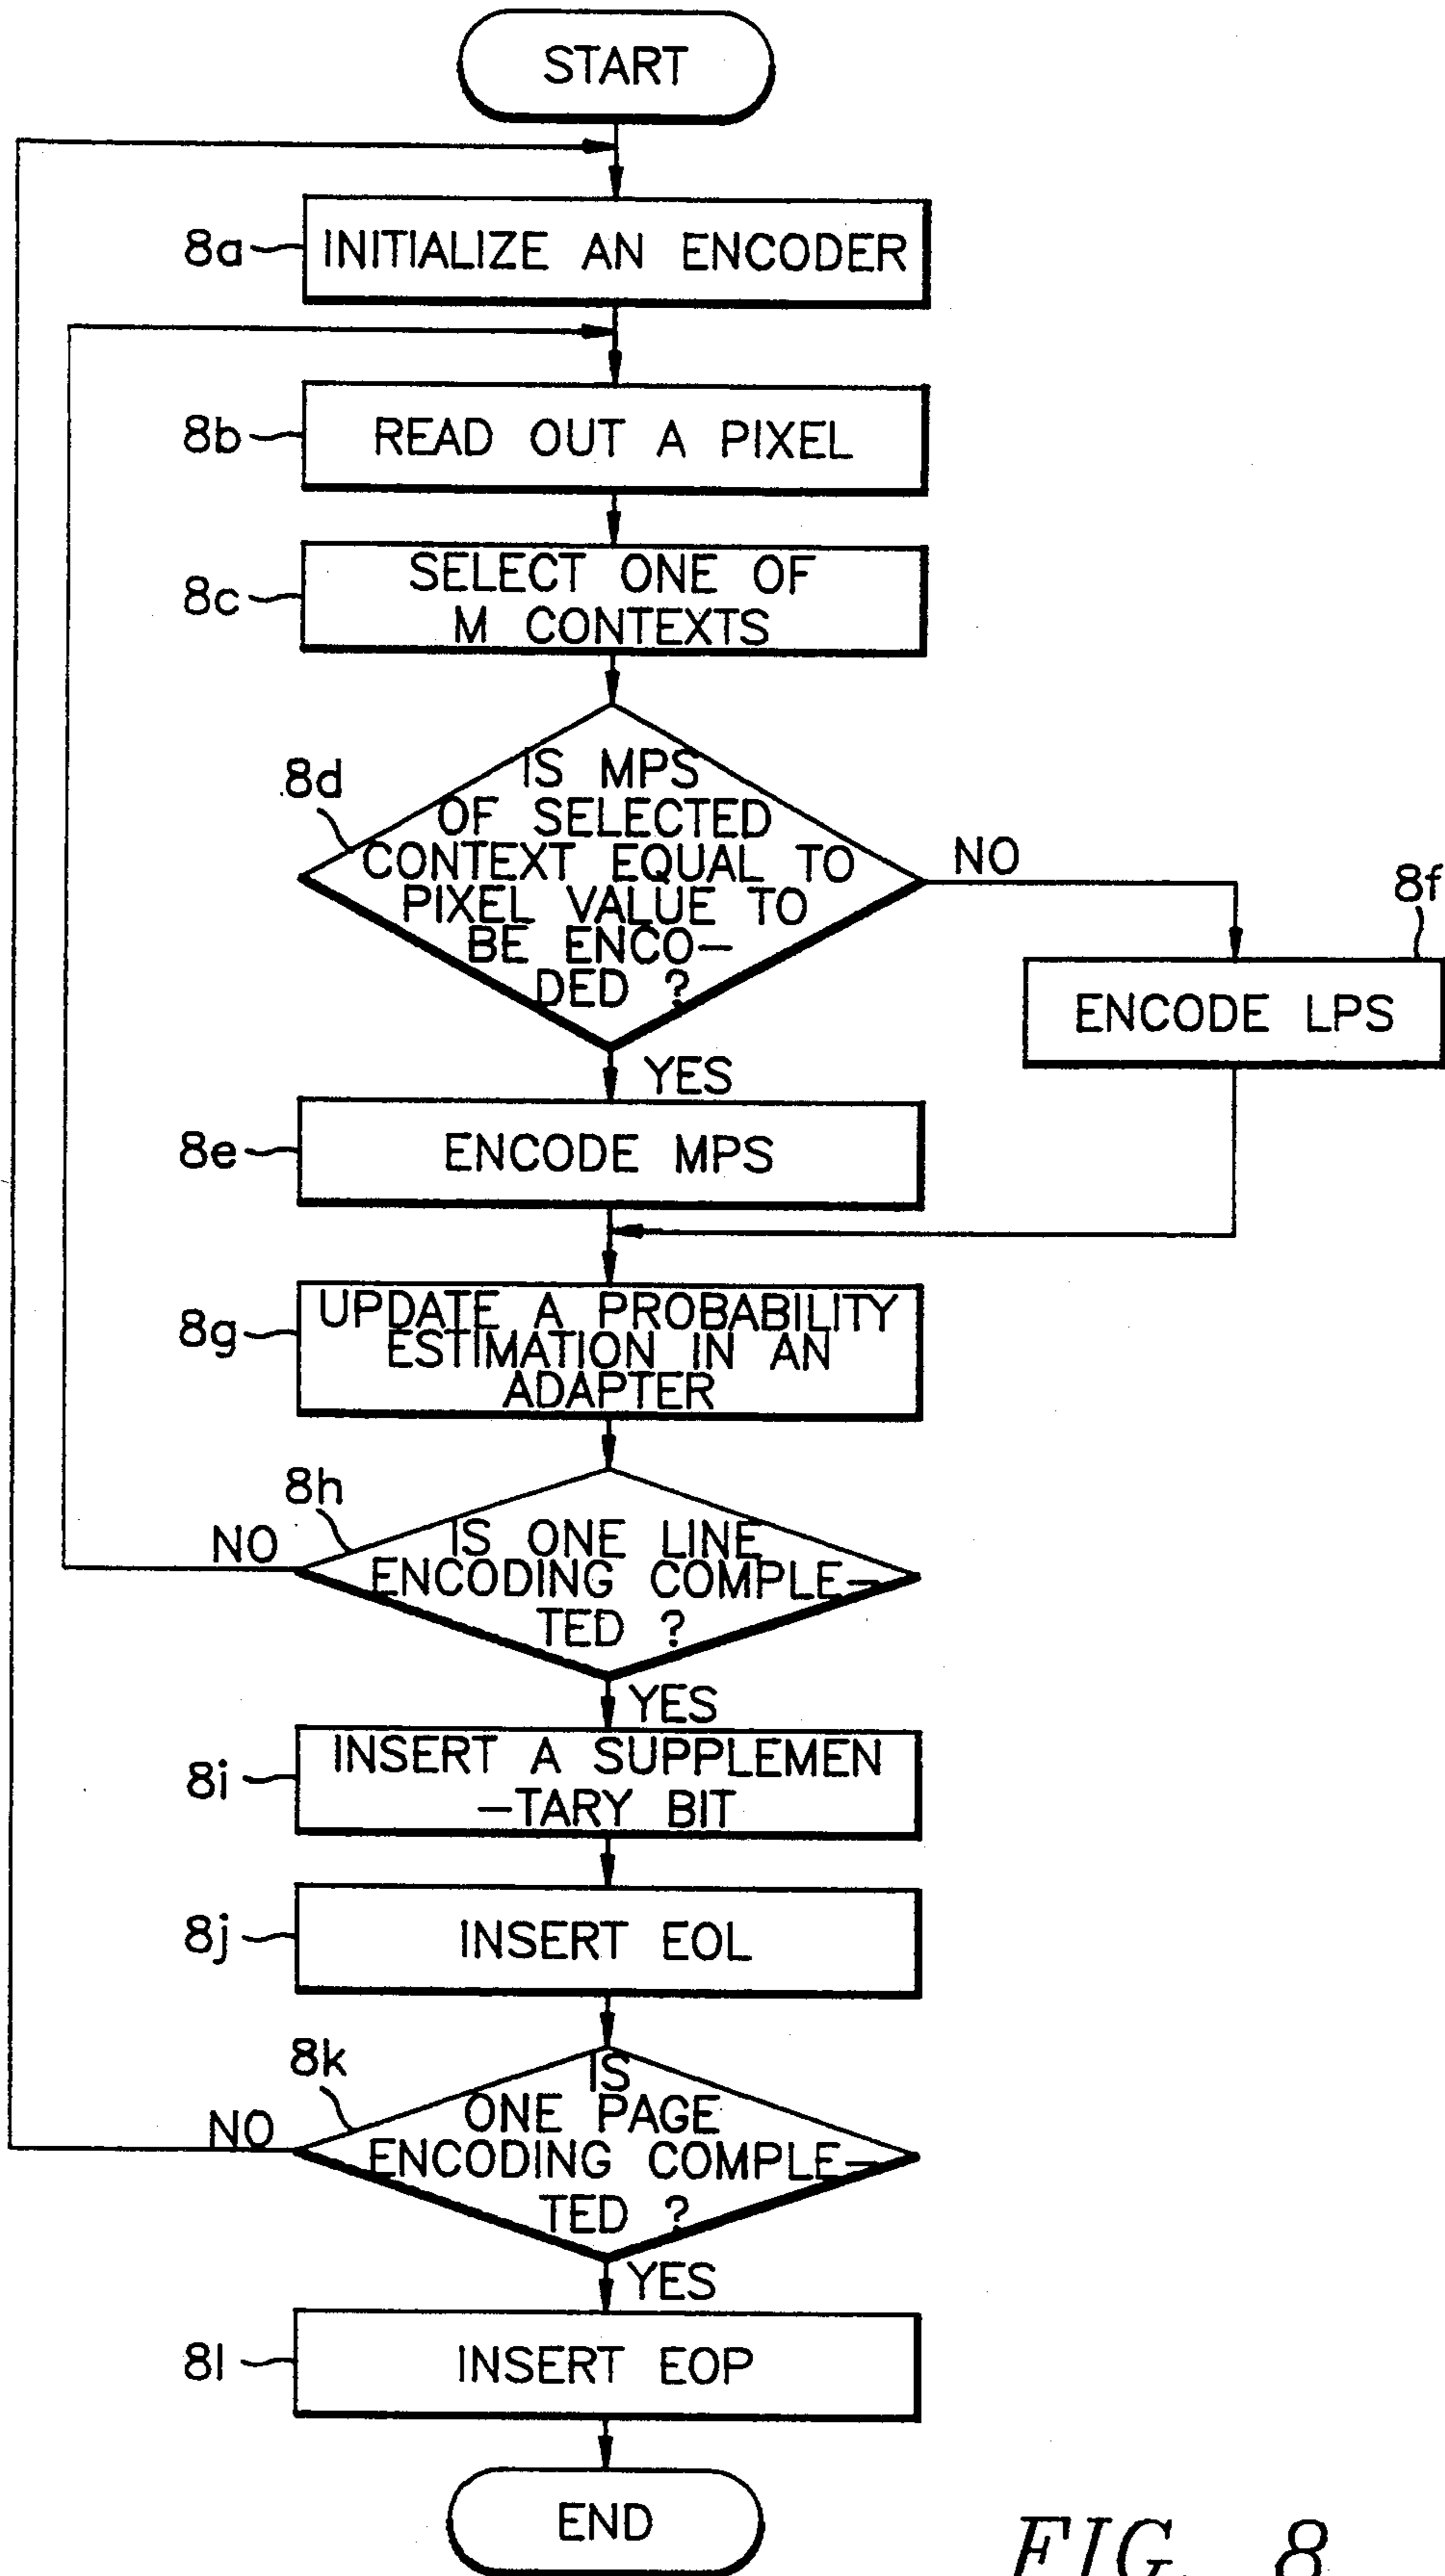 START
8a
INITIALIZE AN ENCODER
8b
READ OUT A PIXEL
8c
SELECT ONE OF
M CONTEXTS
8d
IS MPS
OF SELECTED
CONTEXT EQUAL TO
PIXEL VALUE TO
BE ENCO-
DED ?
NO
8f
ENCODE LPS
YES
8e
ENCODE MPS
8g
UPDATE A PROBABILITY
ESTIMATION IN AN
ADAPTER
8h
NO
IS ONE LINE
ENCODING COMPLE-
TED ?
YES
8i
INSERT A SUPPLEMEN
-TARY BIT
8j
INSERT EOL
8k
NO
IS
ONE PAGE
ENCODING COMPLE-
TED ?
YES
8l
INSERT EOP
END
FIG. 8